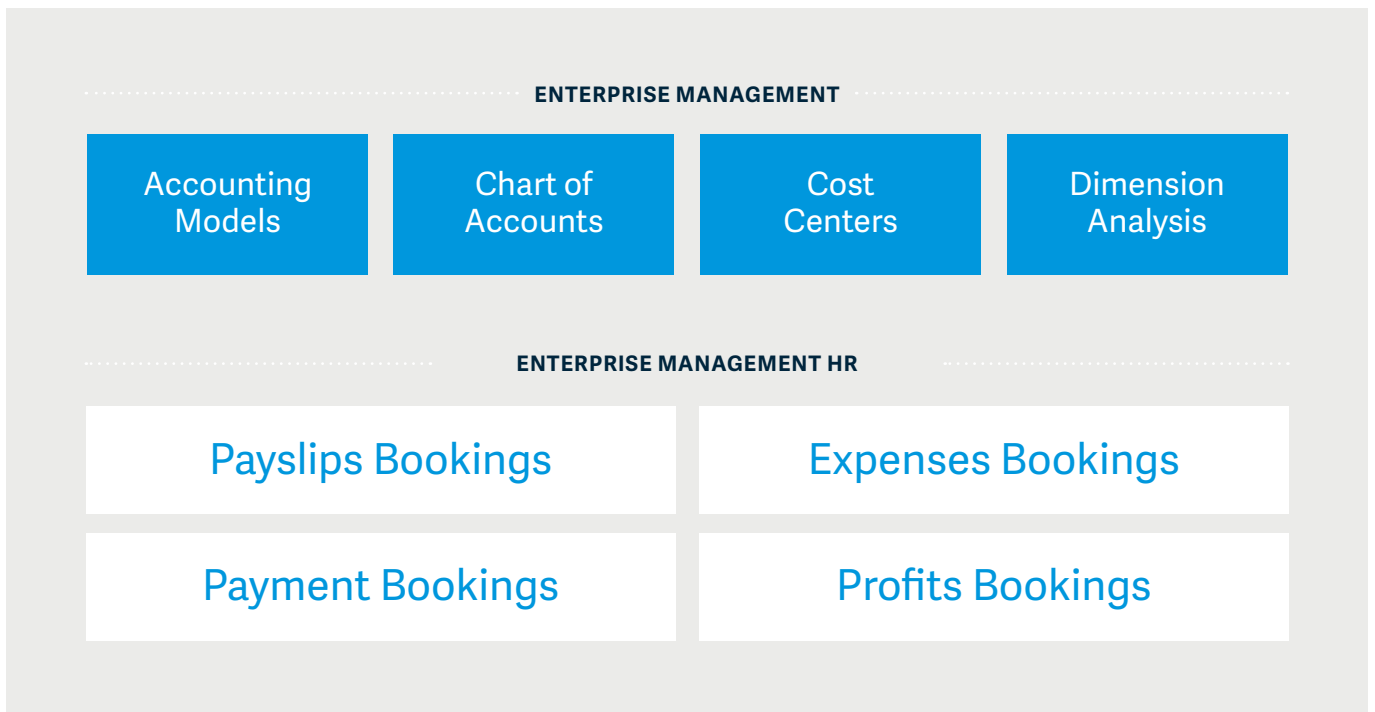 ENTERPRISE MANAGEMENT
Accounting
Models
Chart of
Accounts
Cost
Centers
Dimension
Analysis
ENTERPRISE MANAGEMENT HR
Payslips Bookings
Expenses Bookings
Payment Bookings
Profits Bookings